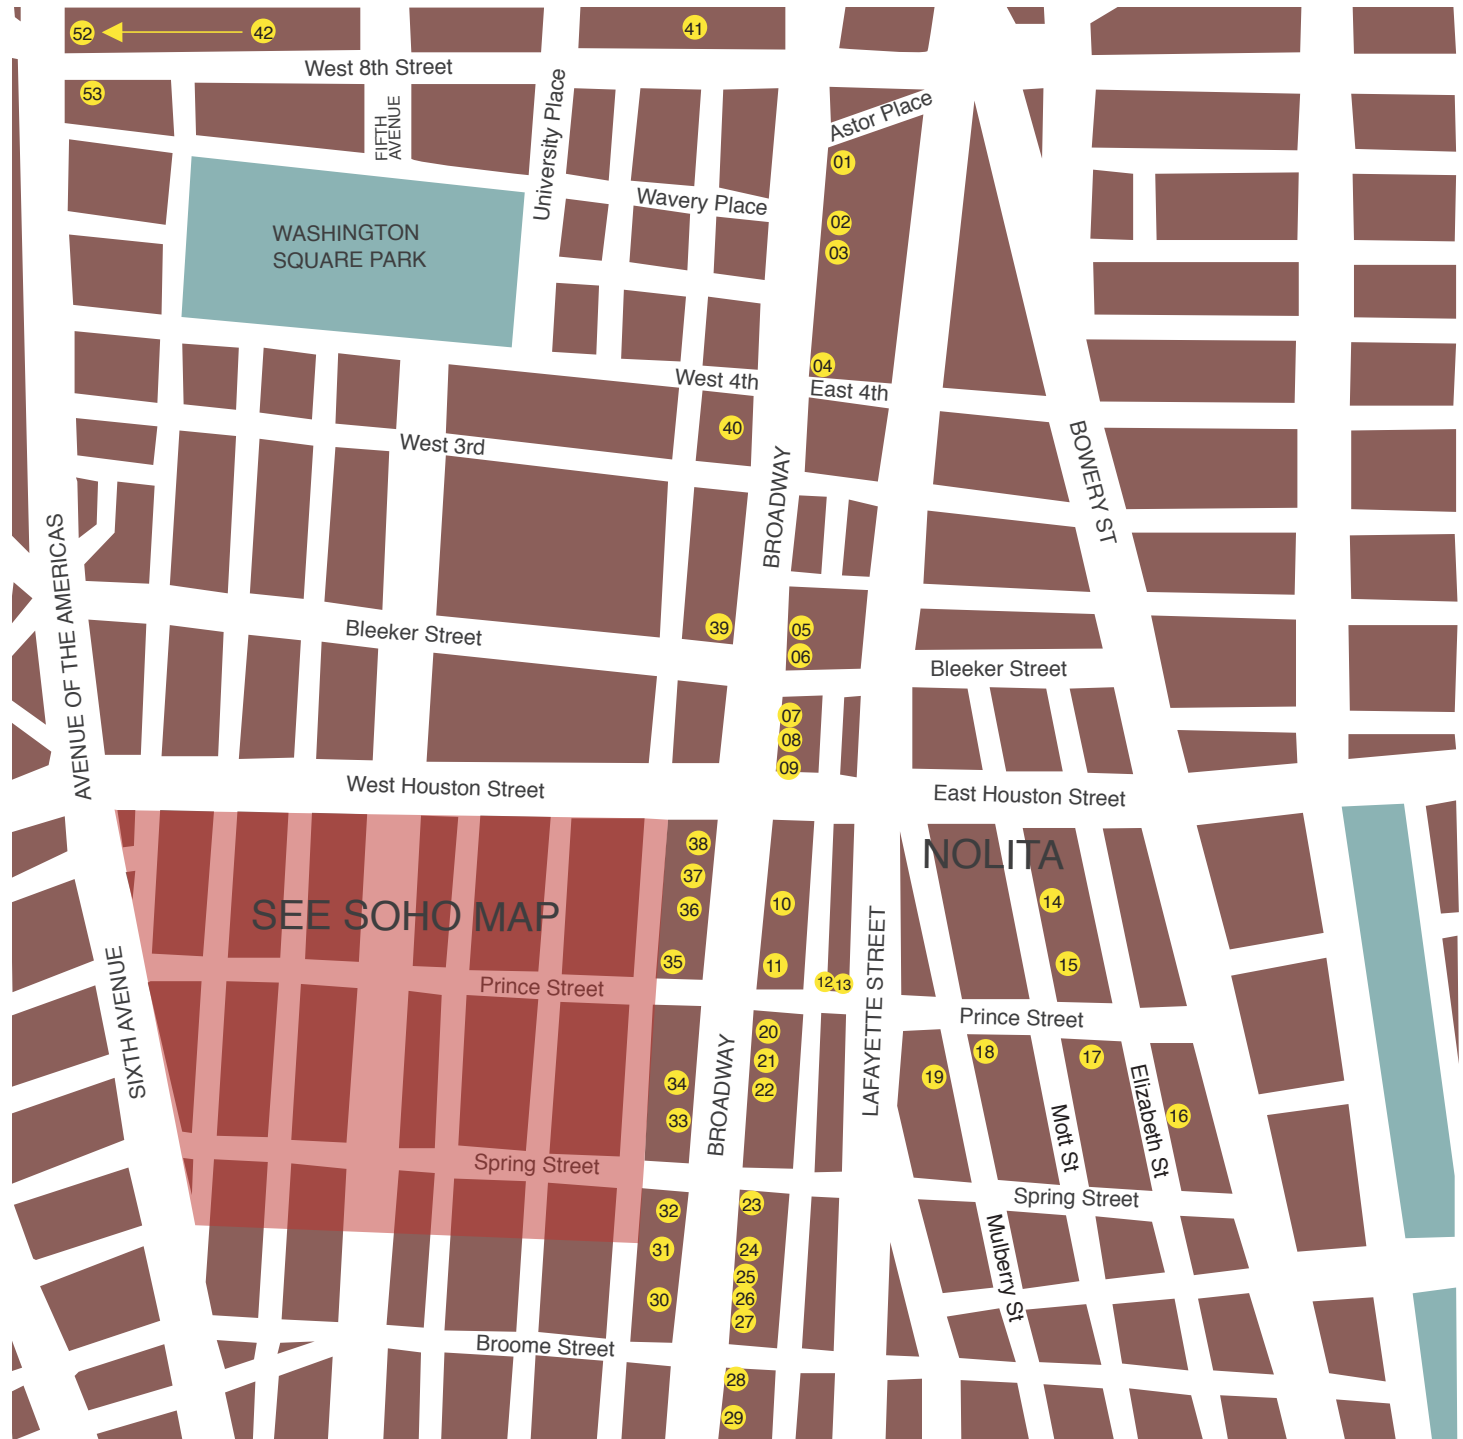 52
42
41
West 8th Street
53
FIFTH
AVENUE
University Place
Astor Place
01
Wavery Place
02
03
WASHINGTON
SQUARE PARK
04
West 4th
East 4th
40
West 3rd
BROADWAY
BOWERY ST
AVENUE OF THE AMERICAS
39
05
06
Bleeker Street
Bleeker Street
07
08
09
West Houston Street
East Houston Street
NOLITA
38
37
36
35
SEE SOHO MAP
10
11
12
13
14
15
SIXTH AVENUE
Prince Street
LAFAYETTE STREET
Prince Street
20
21
22
34
33
BROADWAY
19
18
17
16
Mott St
Elizabeth St
Spring Street
Spring Street
32
31
30
23
24
25
26
27
Mulberry St
Broome Street
28
29